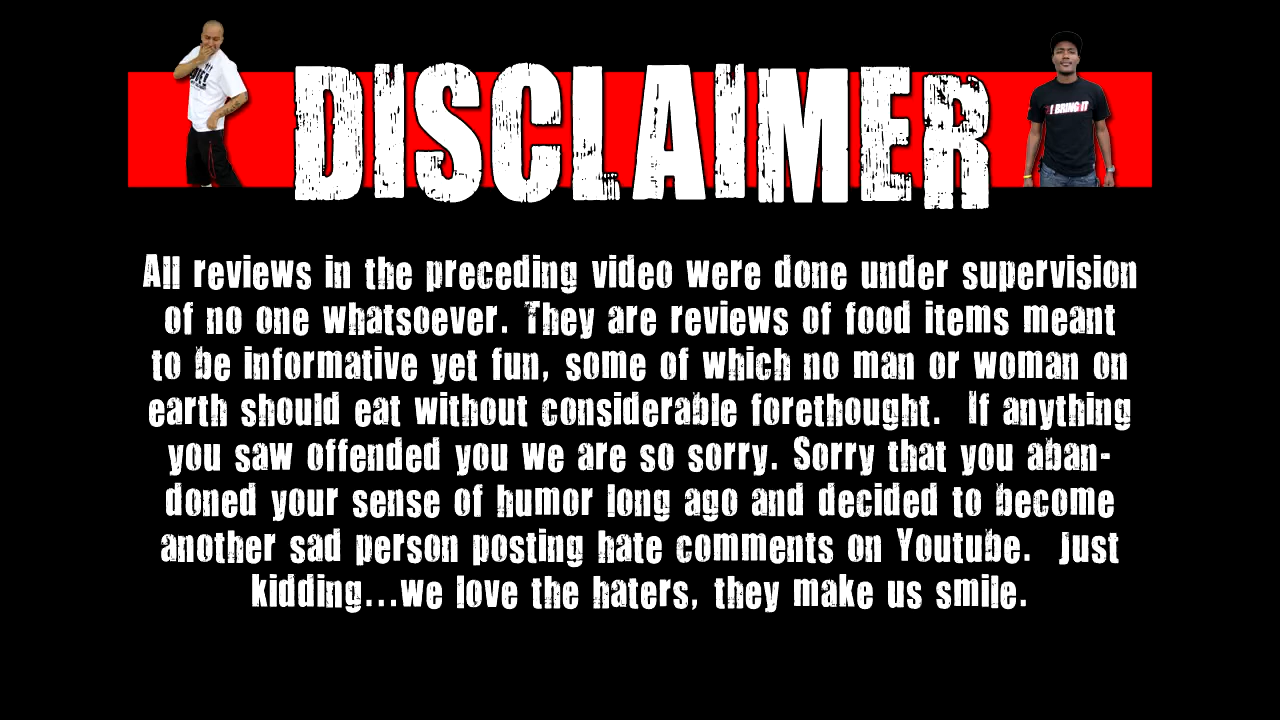 DISCLAIMER
I BRING IT
All reviews in the preceding video were done under supervision
of no one whatsoever. They are reviews of food items meant
to be informative yet fun, some of which no man or woman on
earth should eat without considerable forethought.  If anything
you saw offended you we are so sorry. Sorry that you aban-
doned your sense of humor long ago and decided to become
another sad person posting hate comments on Youtube.  Just
kidding...we love the haters, they make us smile.